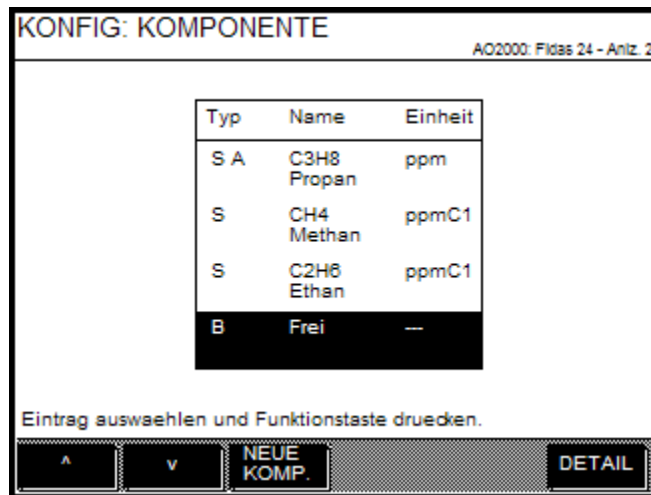 KONFIG: KOMPONENTE
AO2000: Fidas 24 - Anlz. 2
Typ Name Einheit
S A C3H8 ppm
Propan
S CH4 ppmC1
Methan
S C2H6 ppmC1
Ethan
B Frei ---
Eintrag auswaehlen und Funktionstaste druecken.
^ v NEUE KOMP. DETAIL